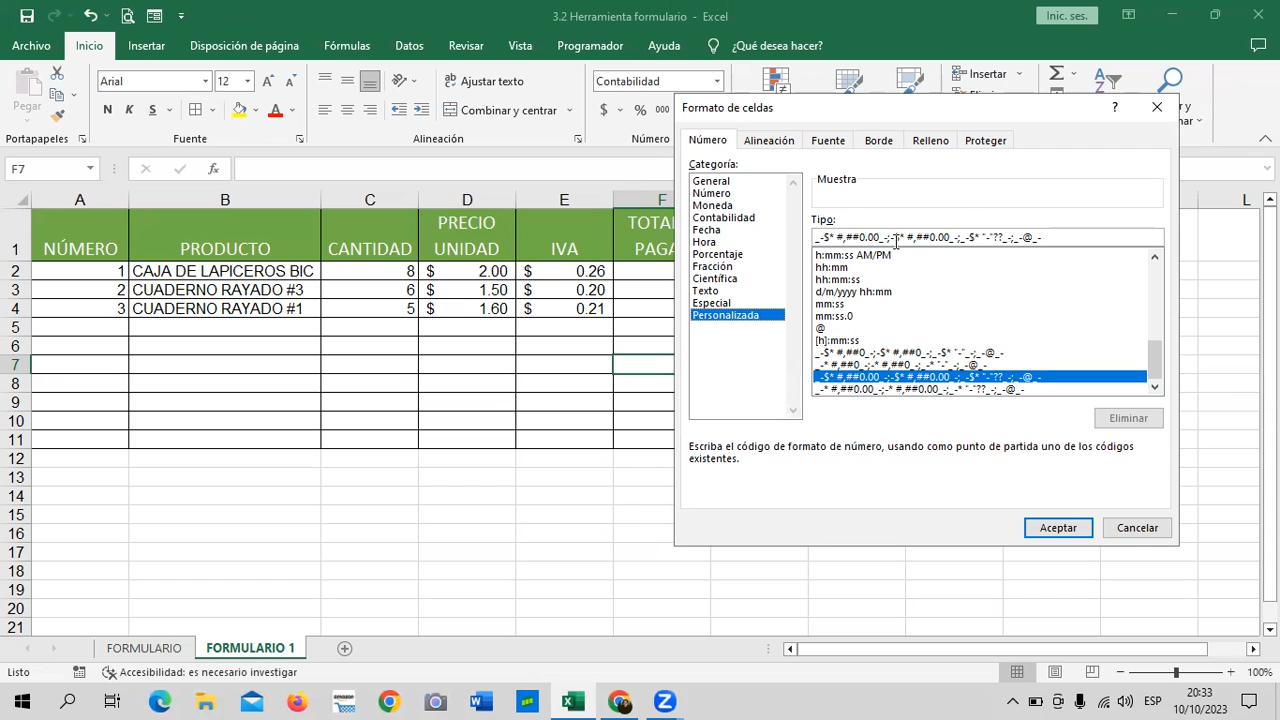 3.2 Herramienta formulario - Excel
Inic. ses.
Archivo Inicio Insertar Disposición de página Fórmulas Datos Revisar Vista Programador Ayuda ¿Qué desea hacer?
Pegar
Arial 12
Ajustar texto
Contabilidad
Insertar
N K S A
Combinar y centrar
$ % 000
Portapapeles Fuente Alineación Número
F7
fx
Formato de celdas
?
Número Alineación Fuente Borde Relleno Proteger
Categoría:
General
Número
Moneda
Contabilidad
Fecha
Hora
Porcentaje
Fracción
Científica
Texto
Especial
Personalizada
Muestra
Tipo:
_-$* #,##0.00_-;-$* #,##0.00_-;_-$* "-"??_-;_-@_-
h:mm:ss AM/PM
hh:mm
hh:mm:ss
d/m/yyyy hh:mm
mm:ss
mm:ss.0
@
[h]:mm:ss
_-$* #,##0_-;-$* #,##0_-;_-$* "-"_-;_-@_-
_-* #,##0_-;-* #,##0_-;_-* "-"_-;_-@_-
_-$* #,##0.00_-;-$* #,##0.00_-;_-$* "-"??_-;_-@_-
_-* #,##0.00_-;-* #,##0.00_-;_-* "-"??_-;_-@_-
Eliminar
Escriba el código de formato de número, usando como punto de partida uno de los códigos
existentes.
Aceptar Cancelar
A B C D E F L
1 NÚMERO PRODUCTO CANTIDAD PRECIO UNIDAD IVA
2 1 CAJA DE LAPICEROS BIC 8 $ 2.00 $ 0.26
3 2 CUADERNO RAYADO #3 6 $ 1.50 $ 0.20
4 3 CUADERNO RAYADO #1 5 $ 1.60 $ 0.21
5
6
7
8
9
10
11
12
13
14
15
16
17
18
19
20
21
FORMULARIO FORMULARIO 1
Listo Accesibilidad: es necesario investigar 100%
ESP 20:33
10/10/2023